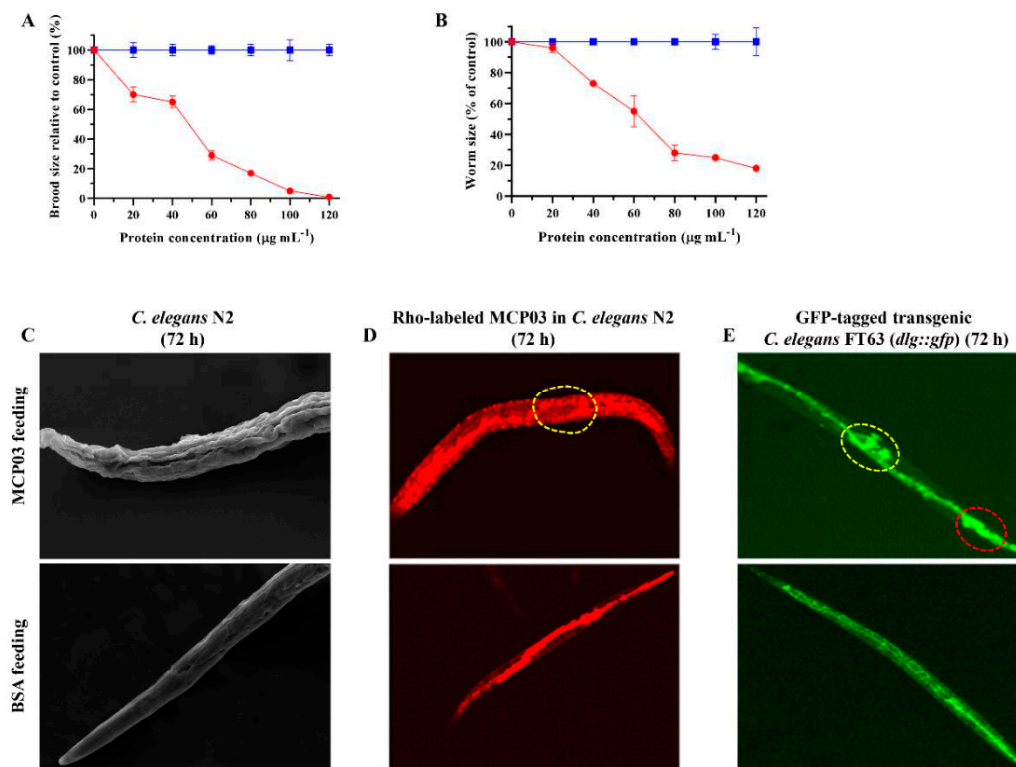 A
Brood size relative to control (%)
100
80
60
40
20
0
0 20 40 60 80 100 120
Protein concentration (μg mL⁻¹)
B
Worm size (% of control)
100
80
60
40
20
0
0 20 40 60 80 100 120
Protein concentration (μg mL⁻¹)
C
C. elegans N2
(72 h)
D
Rho-labeled MCP03 in C. elegans N2
(72 h)
E
GFP-tagged transgenic
C. elegans FT63 (dlg::gfp) (72 h)
MCP03 feeding
BSA feeding